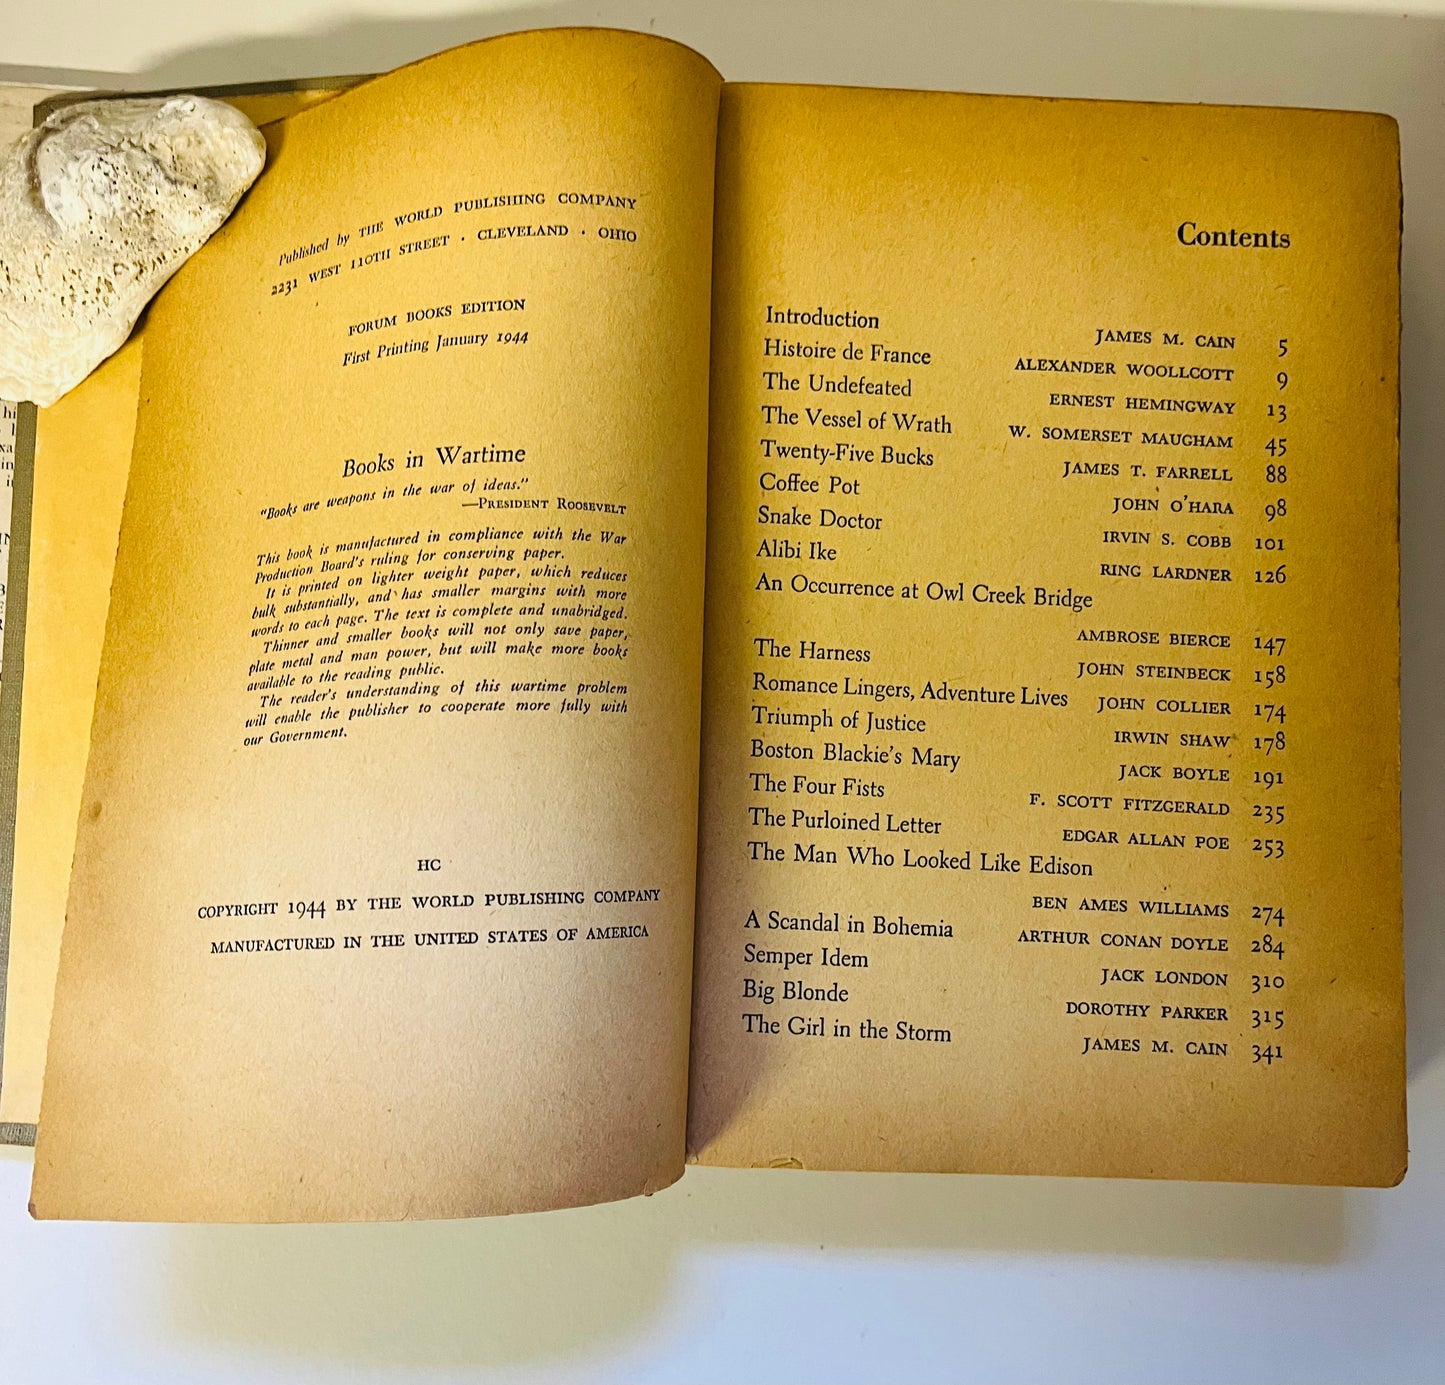 Published by THE WORLD PUBLISHING COMPANY
2231 WEST 110TH STREET · CLEVELAND · OHIO
FORUM BOOKS EDITION
First Printing January 1944
Books in Wartime
"Books are weapons in the war of ideas."
—PRESIDENT ROOSEVELT
This book is manufactured in compliance with the War
Production Board's ruling for conserving paper.
It is printed on lighter weight paper, which reduces
bulk substantially, and has smaller margins with more
words to each page. The text is complete and unabridged.
Thinner and smaller books will not only save paper,
plate metal and man power, but will make more books
available to the reading public.
The reader's understanding of this wartime problem
will enable the publisher to cooperate more fully with
our Government.
HC
COPYRIGHT 1944 BY THE WORLD PUBLISHING COMPANY
MANUFACTURED IN THE UNITED STATES OF AMERICA
Contents
Introduction JAMES M. CAIN 5
Histoire de France ALEXANDER WOOLLCOTT 9
The Undefeated ERNEST HEMINGWAY 13
The Vessel of Wrath W. SOMERSET MAUGHAM 45
Twenty-Five Bucks JAMES T. FARRELL 88
Coffee Pot JOHN O'HARA 98
Snake Doctor IRVIN S. COBB 101
Alibi Ike RING LARDNER 126
An Occurrence at Owl Creek Bridge
AMBROSE BIERCE 147
The Harness JOHN STEINBECK 158
Romance Lingers, Adventure Lives JOHN COLLIER 174
Triumph of Justice IRWIN SHAW 178
Boston Blackie's Mary JACK BOYLE 191
The Four Fists F. SCOTT FITZGERALD 235
The Purloined Letter EDGAR ALLAN POE 253
The Man Who Looked Like Edison
BEN AMES WILLIAMS 274
A Scandal in Bohemia ARTHUR CONAN DOYLE 284
Semper Idem JACK LONDON 310
Big Blonde DOROTHY PARKER 315
The Girl in the Storm JAMES M. CAIN 341